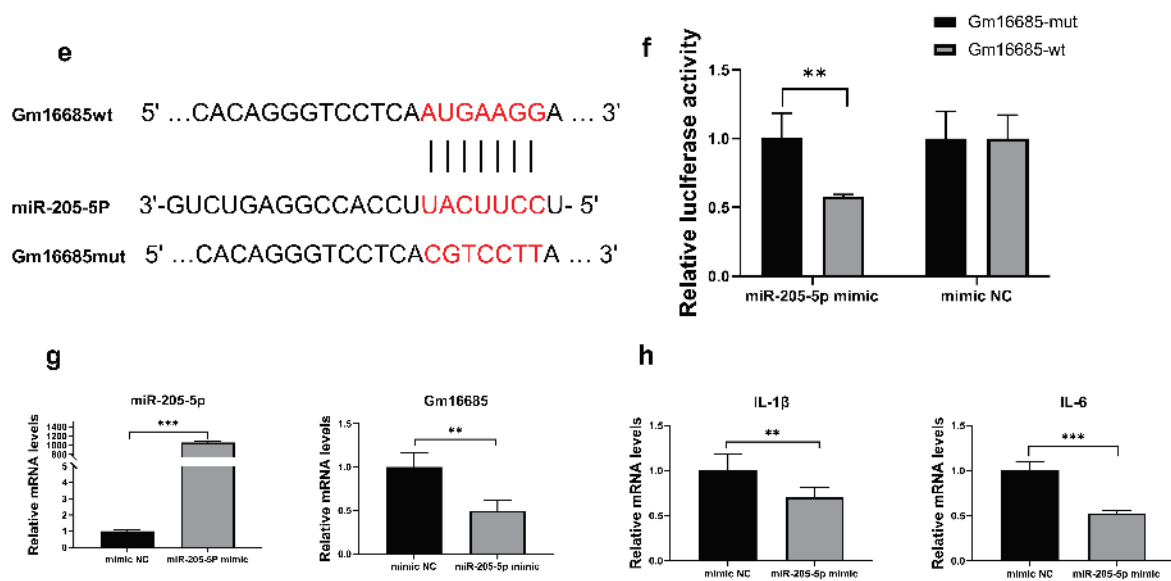 e
Gm16685wt 5' ...CACAGGGTCCTCAAUGAAGGA ... 3'
miR-205-5P 3'-GUCUGAGGCCACCUUACUUCCU- 5'
Gm16685mut 5' ...CACAGGGTCCTCACGTCCTTA ... 3'
f
Gm16685-mut
Gm16685-wt
Relative luciferase activity
1.5
1.0
0.5
0.0
**
miR-205-5p mimic
mimic NC
g
miR-205-5p
Relative mRNA levels
1400
1200
1000
800
5
4
3
2
1
0
***
mimic NC
miR-205-5P mimic
Gm16685
Relative mRNA levels
1.5
1.0
0.5
0.0
**
mimic NC
miR-205-5p mimic
h
IL-1β
Relative mRNA levels
1.5
1.0
0.5
0.0
**
mimic NC
miR-205-5p mimic
IL-6
Relative mRNA levels
1.5
1.0
0.5
0.0
***
mimic NC
miR-205-5p mimic